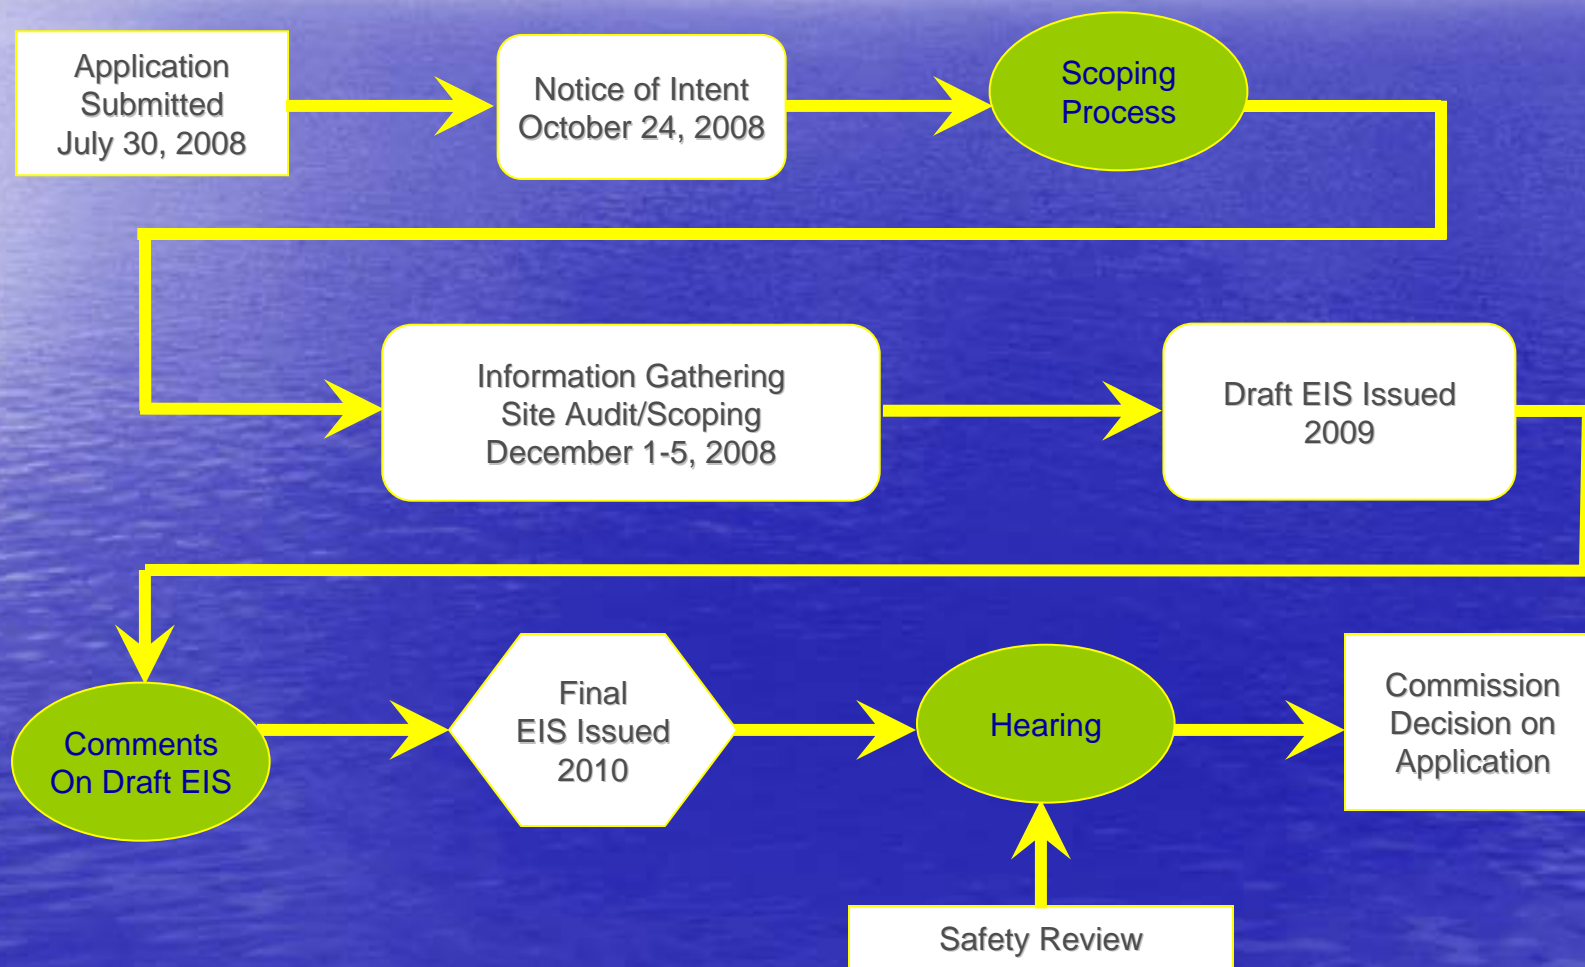 Application
Submitted
July 30, 2008
Notice of Intent
October 24, 2008
Scoping
Process
Information Gathering
Site Audit/Scoping
December 1-5, 2008
Draft EIS Issued
2009
Comments
On Draft EIS
Final
EIS Issued
2010
Hearing
Commission
Decision on
Application
Safety Review